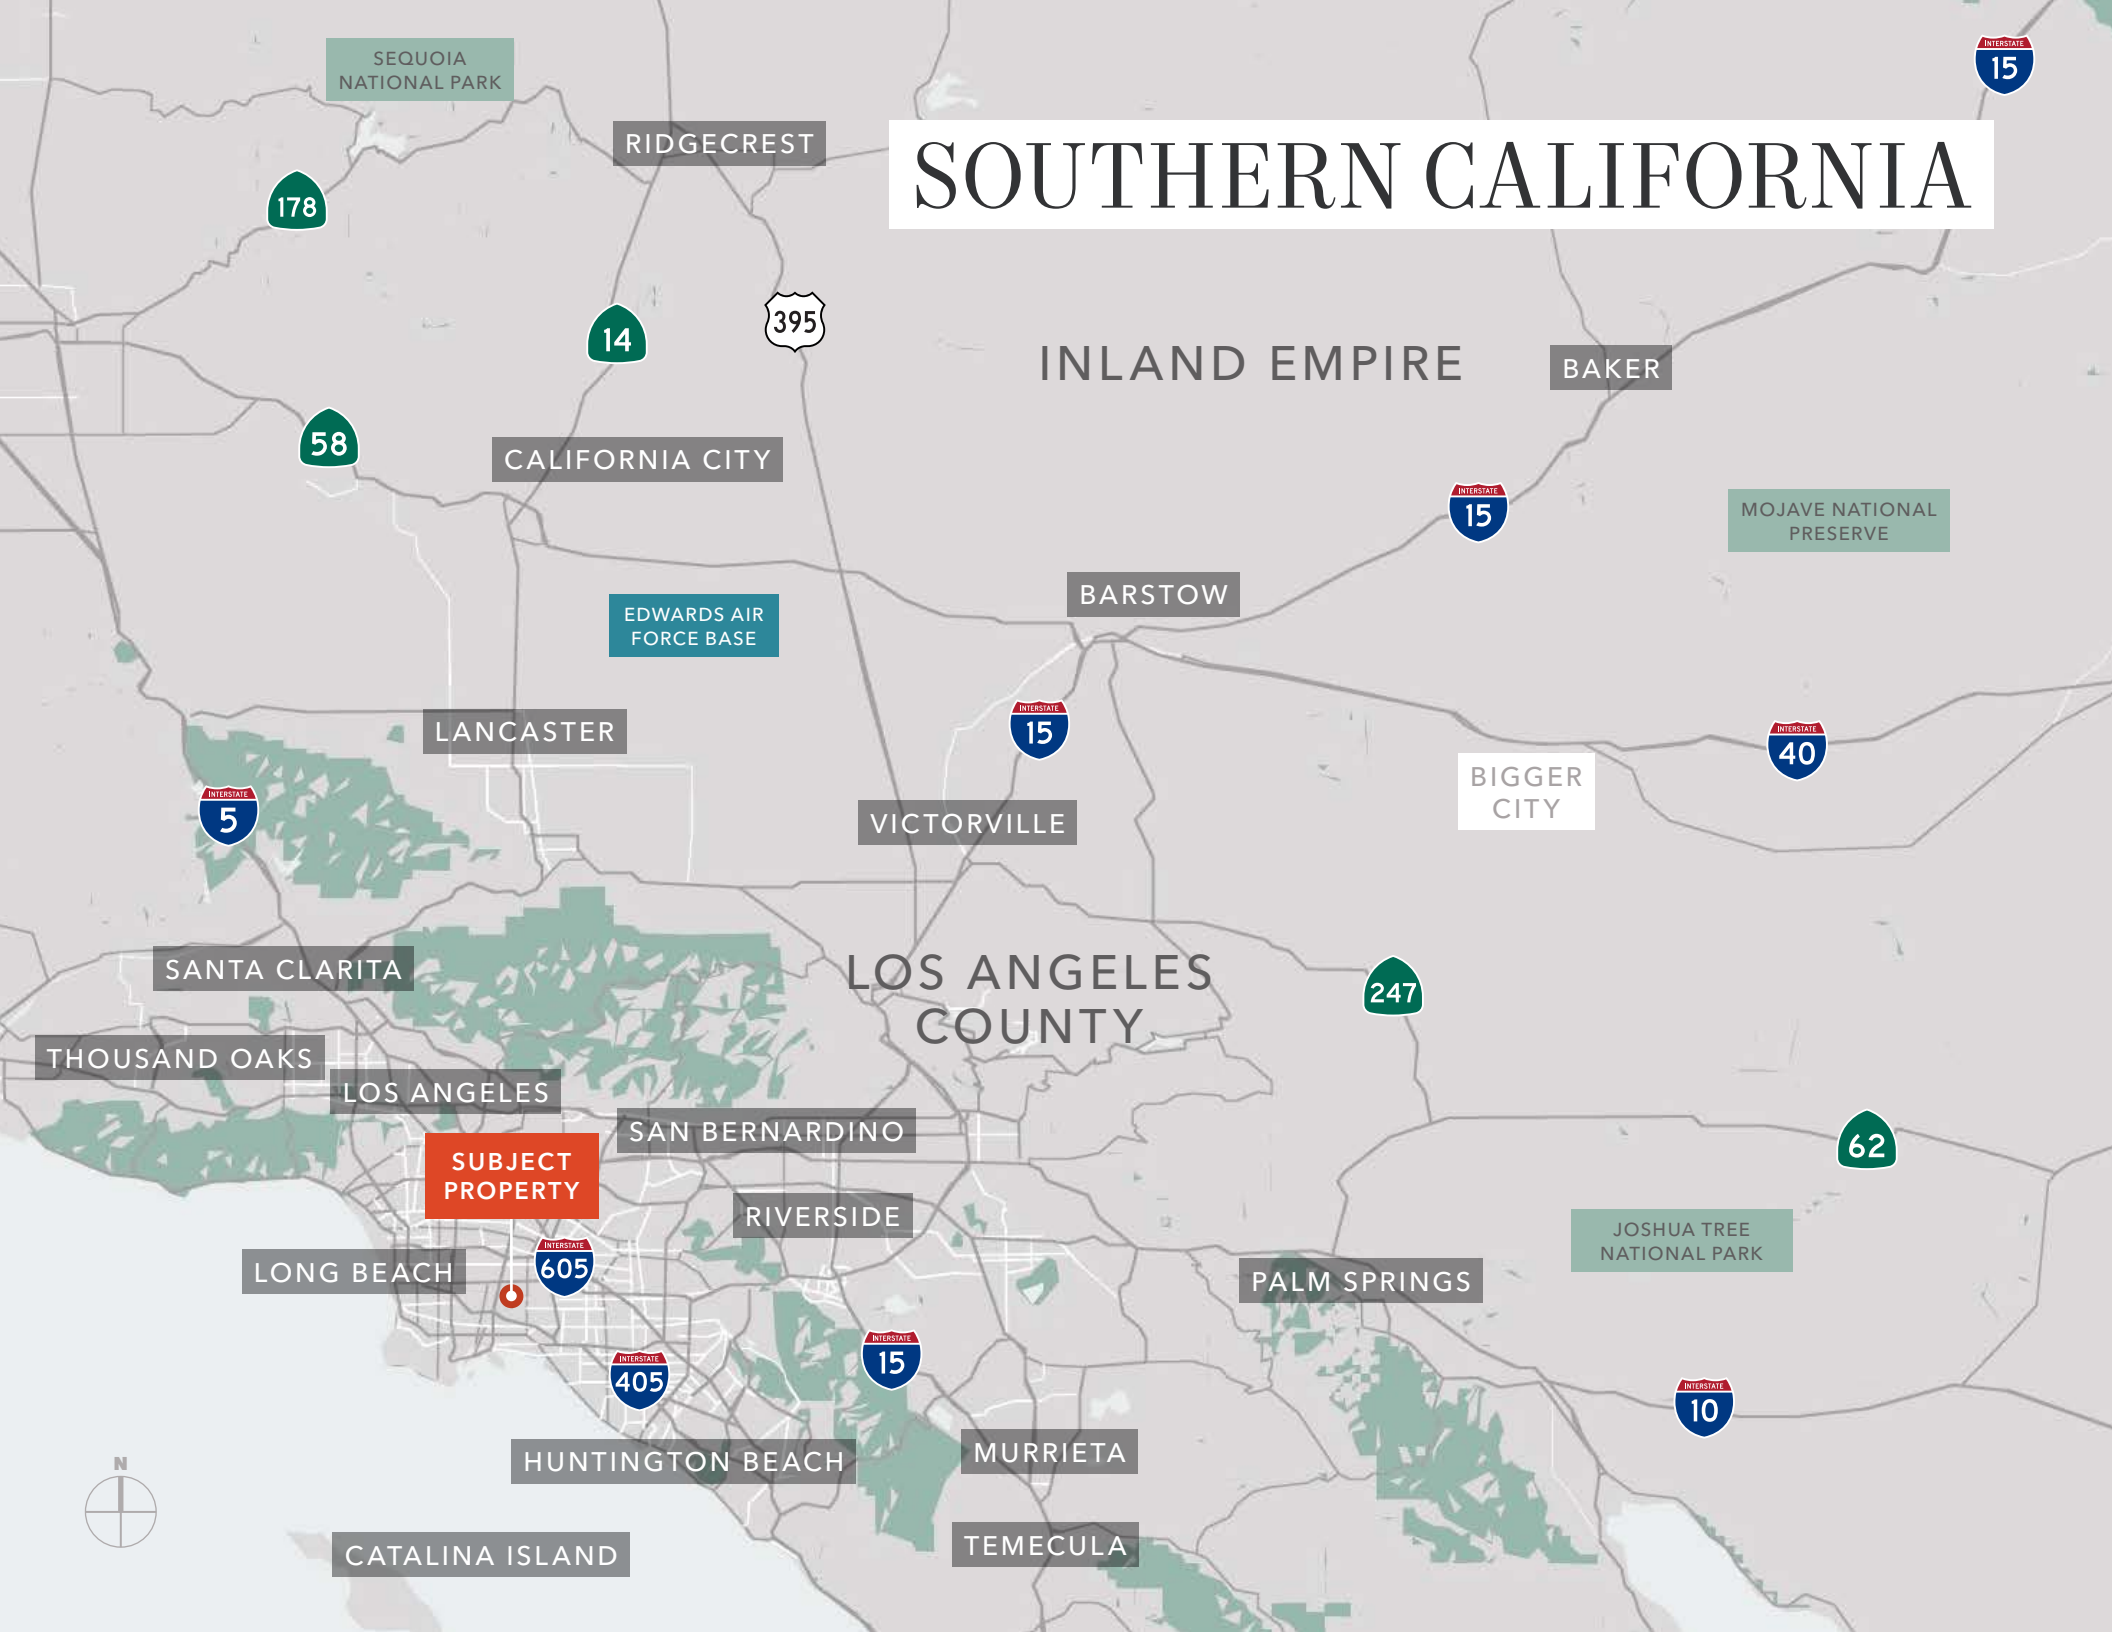 INTERSTATE
15
SEQUOIA
NATIONAL PARK
RIDGECREST
SOUTHERN CALIFORNIA
178
14
395
INLAND EMPIRE
BAKER
58
CALIFORNIA CITY
INTERSTATE
15
MOJAVE NATIONAL
PRESERVE
BARSTOW
EDWARDS AIR
FORCE BASE
LANCASTER
INTERSTATE
15
INTERSTATE
40
BIGGER
CITY
INTERSTATE
5
VICTORVILLE
SANTA CLARITA
LOS ANGELES
COUNTY
247
THOUSAND OAKS
LOS ANGELES
SAN BERNARDINO
62
SUBJECT
PROPERTY
RIVERSIDE
JOSHUA TREE
NATIONAL PARK
LONG BEACH
INTERSTATE
605
PALM SPRINGS
INTERSTATE
15
INTERSTATE
405
INTERSTATE
10
HUNTINGTON BEACH
MURRIETA
N
CATALINA ISLAND
TEMECULA